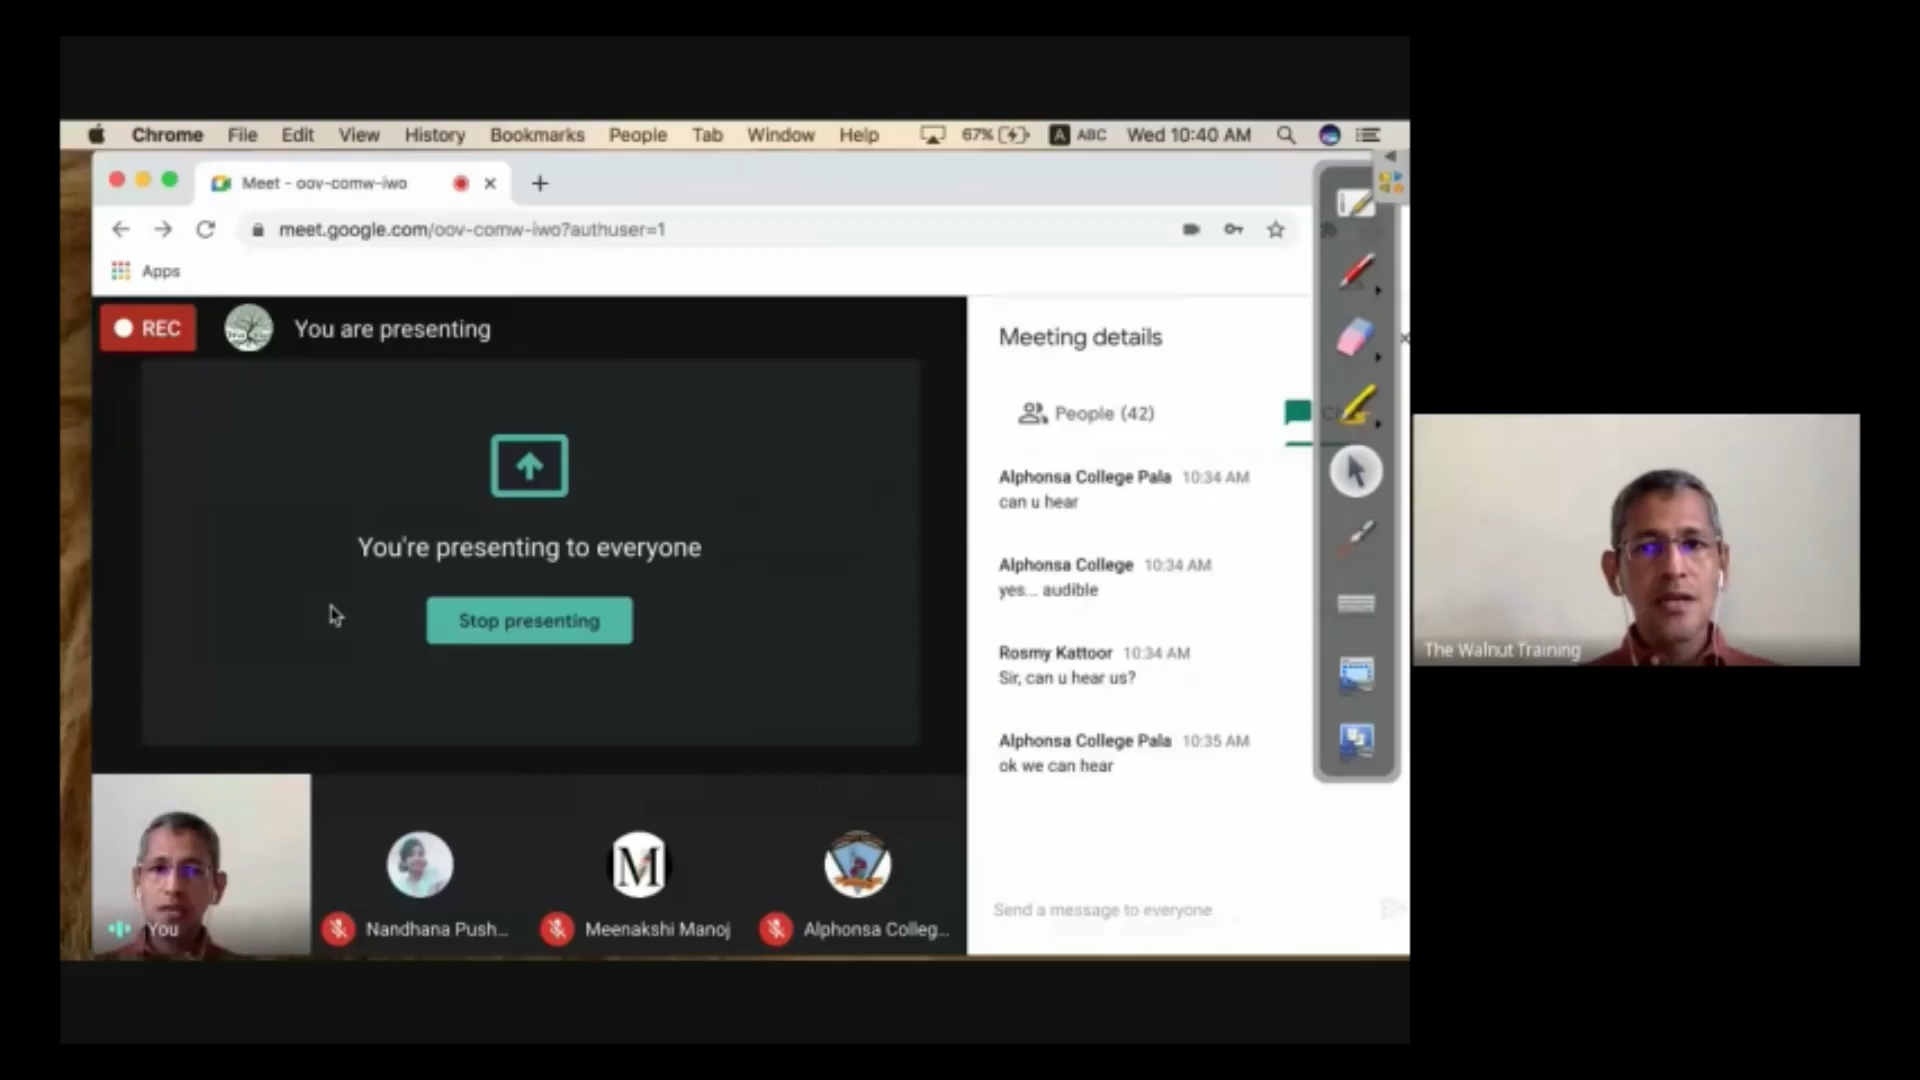 Chrome File Edit View History Bookmarks People Tab Window Help 67% A ABC Wed 10:40 AM
Meet - oov-comw-iwo
meet.google.com/oov-comw-iwo?authuser=1
Apps
REC You are presenting
You're presenting to everyone
Stop presenting
Meeting details
People (42)
Alphonsa College Pala 10:34 AM
can u hear
Alphonsa College 10:34 AM
yes... audible
Rosmy Kattoor 10:34 AM
Sir, can u hear us?
Alphonsa College Pala 10:35 AM
ok we can hear
Send a message to everyone
You
Nandhana Push...
M
Meenakshi Manoj
Alphonsa Colleg...
The Walnut Training